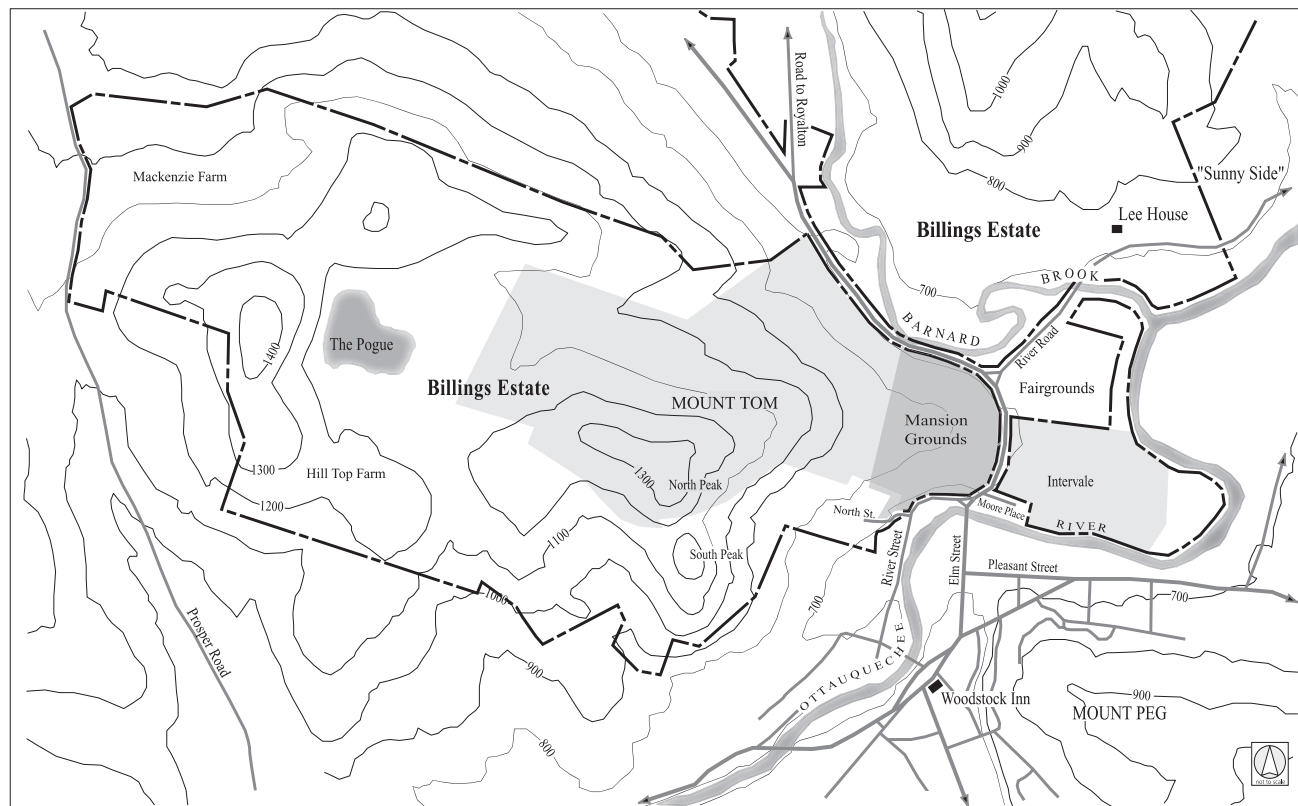 Road to Royalton
1000
900
800
"Sunny Side"
Mackenzie Farm
Lee House
Billings Estate
BROOK
700
BARNARD
River Road
The Pogue
1400
Billings Estate
MOUNT TOM
Fairgrounds
Mansion
Grounds
1300
Hill Top Farm
1300
North Peak
Intervale
1200
North St.
Moore Place
RIVER
1100
South Peak
River Street
Elm Street
Pleasant Street
1000
700
700
Prosper Road
900
OTTAUQUECHEE
Woodstock Inn
900
MOUNT PEG
800
not to scale